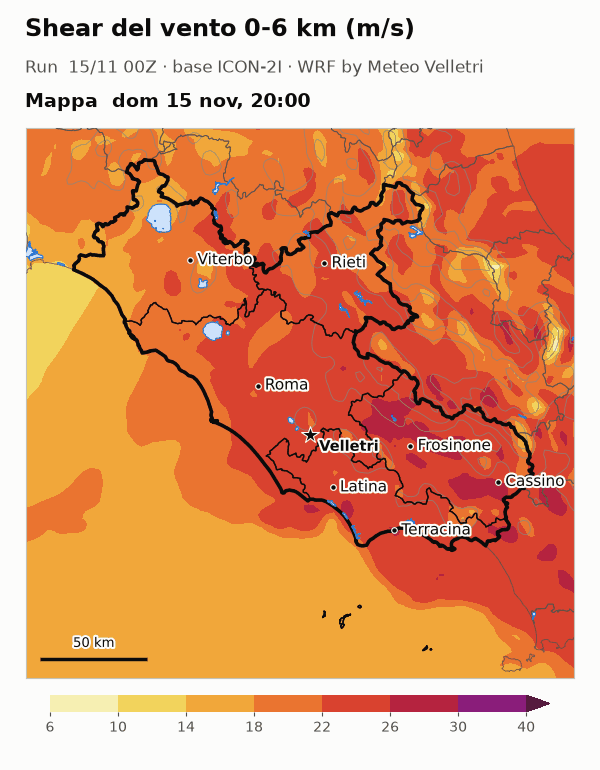 Shear del vento 0-6 km (m/s)
Run  15/11 00Z · base ICON-2I · WRF by Meteo Velletri
Mappa  dom 15 nov, 20:00
Viterbo
Rieti
Roma
Velletri
Frosinone
Latina
Cassino
Terracina
50 km
6 10 14 18 22 26 30 40